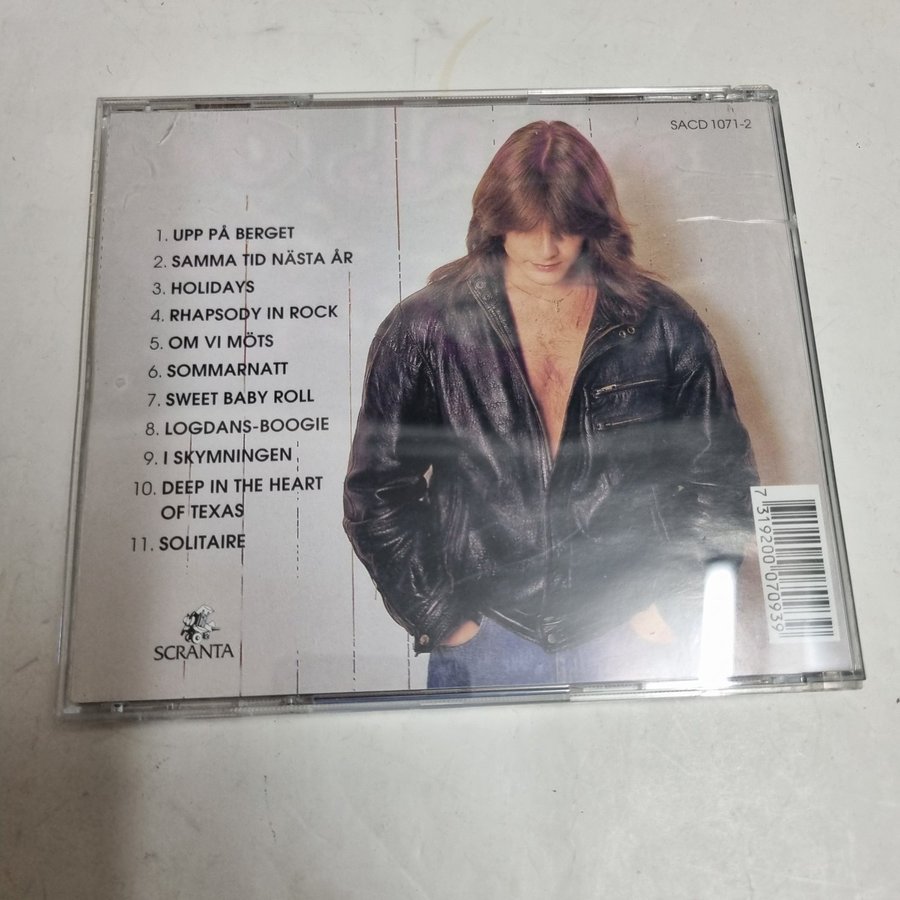 SACD 1071-2
1. UPP PÅ BERGET
2. SAMMA TID NÄSTA ÅR
3. HOLIDAYS
4. RHAPSODY IN ROCK
5. OM VI MÖTS
6. SOMMARNATT
7. SWEET BABY ROLL
8. LOGDANS-BOOGIE
9. I SKYMNINGEN
10. DEEP IN THE HEART
OF TEXAS
11. SOLITAIRE
SCRANTA
7 319200 070939